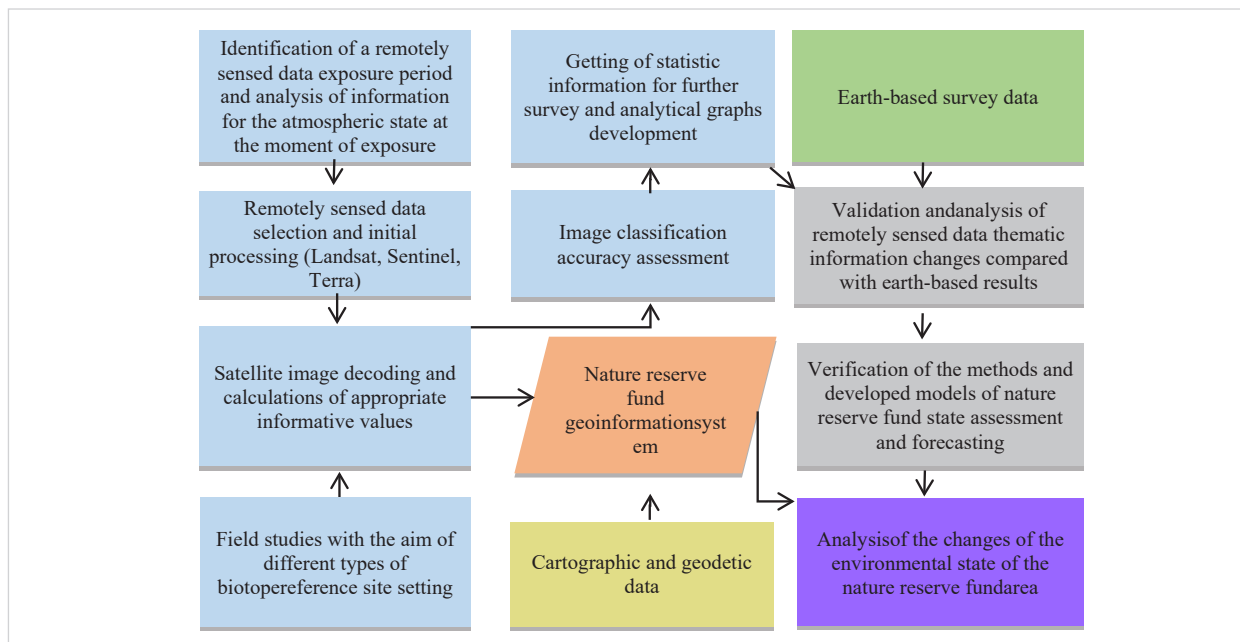 Identification of a remotely
sensed data exposure period
and analysis of information
for the atmospheric state at
the moment of exposure
Remotely sensed data
selection and initial
processing (Landsat, Sentinel,
Terra)
Satellite image decoding and
calculations of appropriate
informative values
Field studies with the aim of
different types of
biotopereference site setting
Getting of statistic
information for further
survey and analytical graphs
development
Image classification
accuracy assessment
Nature reserve
fund
geoinformationsyst
em
Cartographic and geodetic
data
Earth-based survey data
Validation andanalysis of
remotely sensed data thematic
information changes compared
with earth-based results
Verification of the methods and
developed models of nature
reserve fund state assessment
and forecasting
Analysisof the changes of the
environmental state of the
nature reserve fundarea